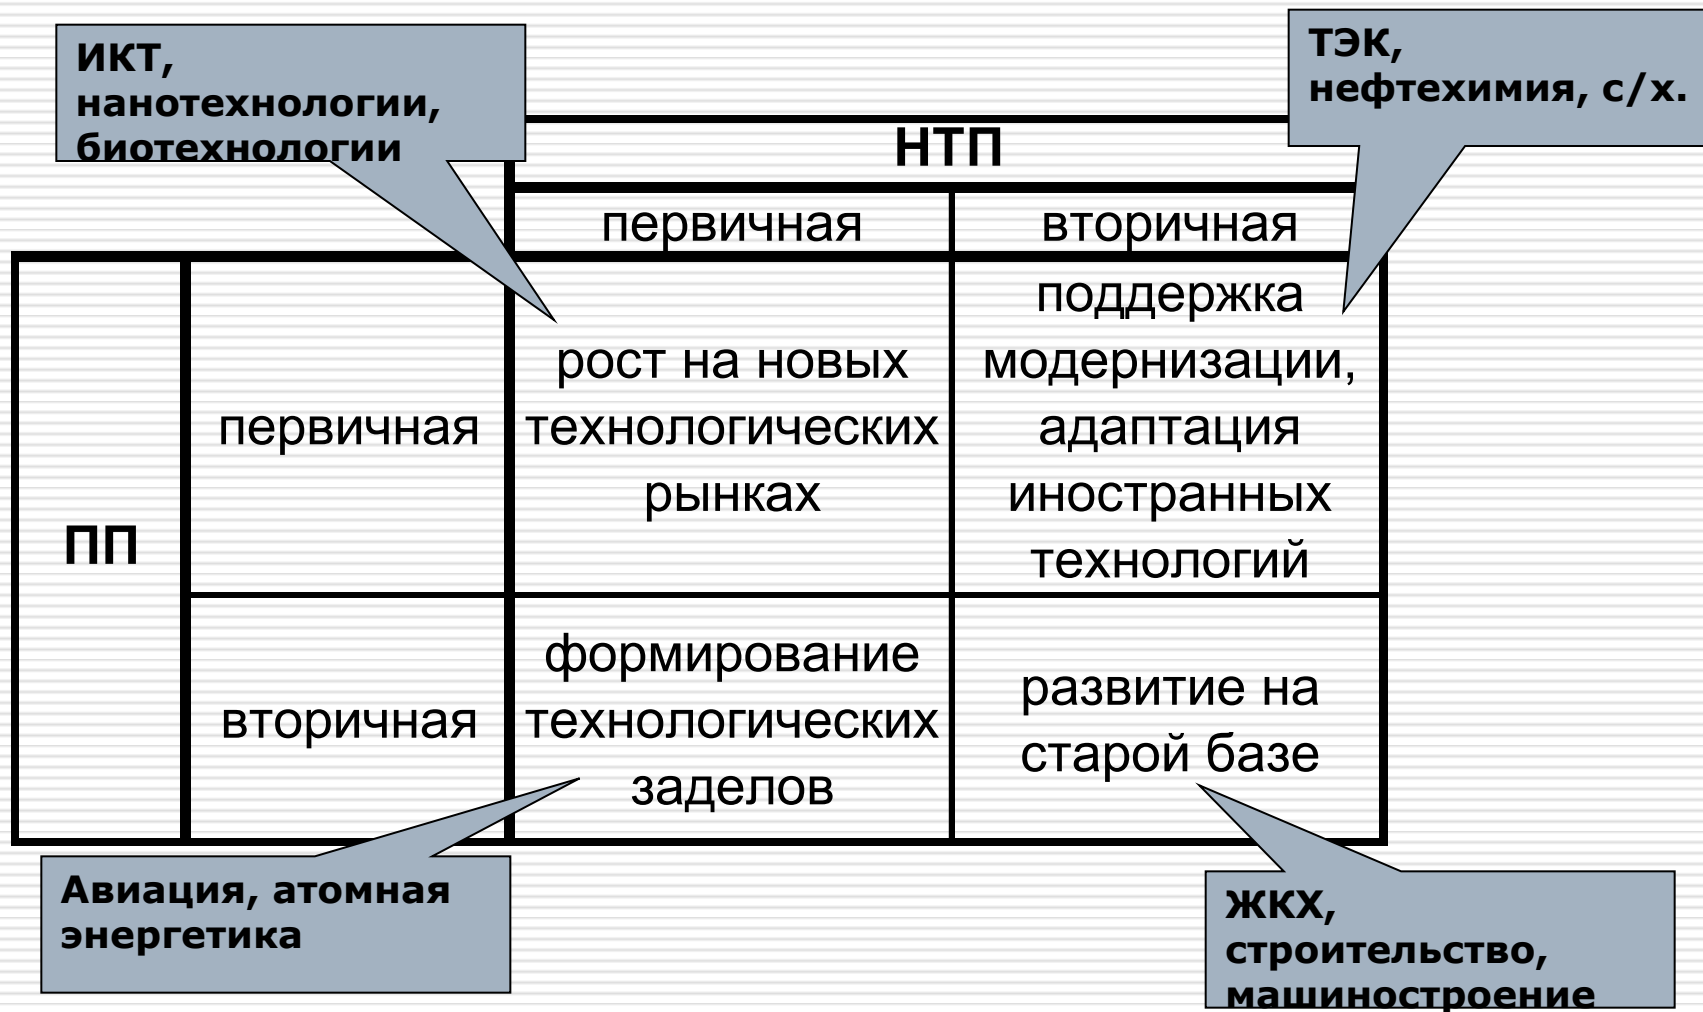 ИКТ,
нанотехнологии,
биотехнологии
ТЭК,
нефтехимия, с/х.
НТП
первичная
вторичная
ПП
первичная
рост на новых
технологических
рынках
поддержка
модернизации,
адаптация
иностранных
технологий
вторичная
формирование
технологических
заделов
развитие на
старой базе
Авиация, атомная
энергетика
ЖКХ,
строительство,
машиностроение